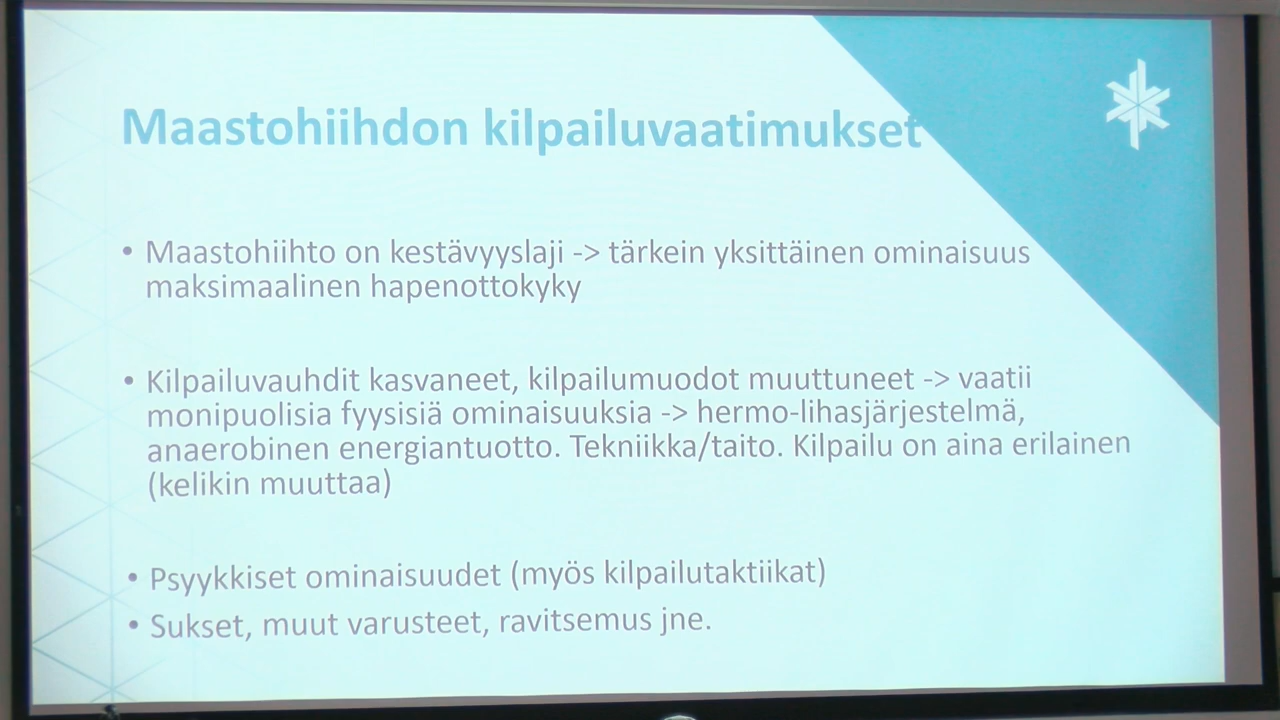 Maastohiihdon kilpailuvaatimukset
• Maastohiihto on kestävyyslaji -> tärkein yksittäinen ominaisuus
maksimaalinen hapenottokyky
• Kilpailuvauhdit kasvaneet, kilpailumuodot muuttuneet -> vaatii
monipuolisia fyysisiä ominaisuuksia -> hermo-lihasjärjestelmä,
anaerobinen energiantuotto. Tekniikka/taito. Kilpailu on aina erilainen
(kelikin muuttaa)
• Psyykkiset ominaisuudet (myös kilpailutaktiikat)
• Sukset, muut varusteet, ravitsemus jne.